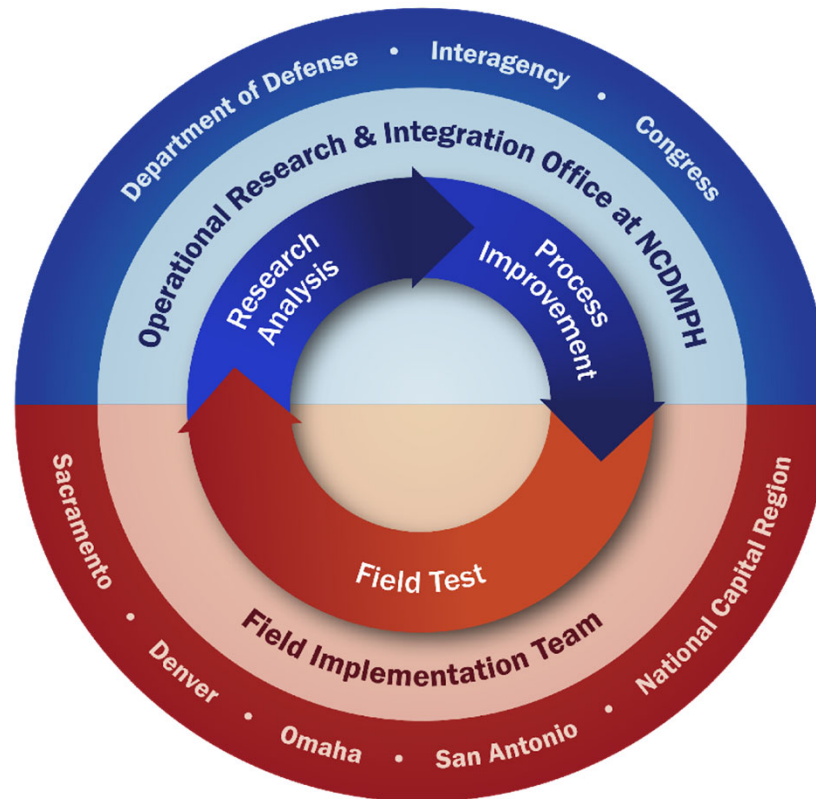 Department of Defense • Interagency • Congress
Operational Research & Integration Office at NCDMPH
Research
Analysis
Process
Improvement
Field Test
Field Implementation Team
Sacramento • Denver • Omaha • San Antonio • National Capital Region